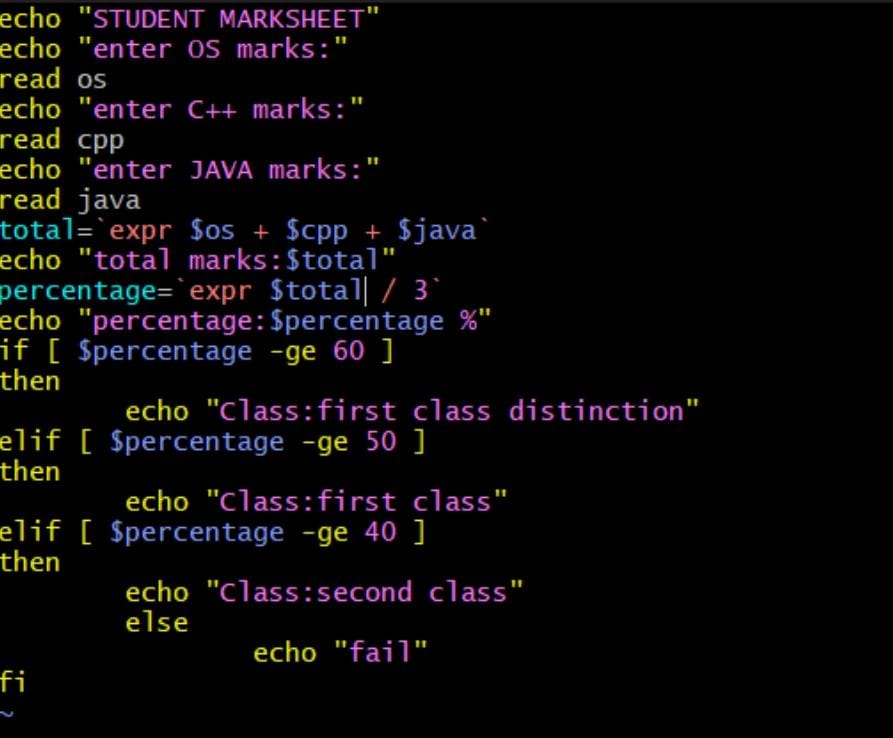 echo "STUDENT MARKSHEET"
echo "enter OS marks:"
read os
echo "enter C++ marks:"
read cpp
echo "enter JAVA marks:"
read java
total=`expr $os + $cpp + $java`
echo "total marks:$total"
percentage=`expr $total / 3`
echo "percentage:$percentage %"
if [ $percentage -ge 60 ]
then
        echo "Class:first class distinction"
elif [ $percentage -ge 50 ]
then
        echo "Class:first class"
elif [ $percentage -ge 40 ]
then
        echo "Class:second class"
        else
                echo "fail"
fi
~